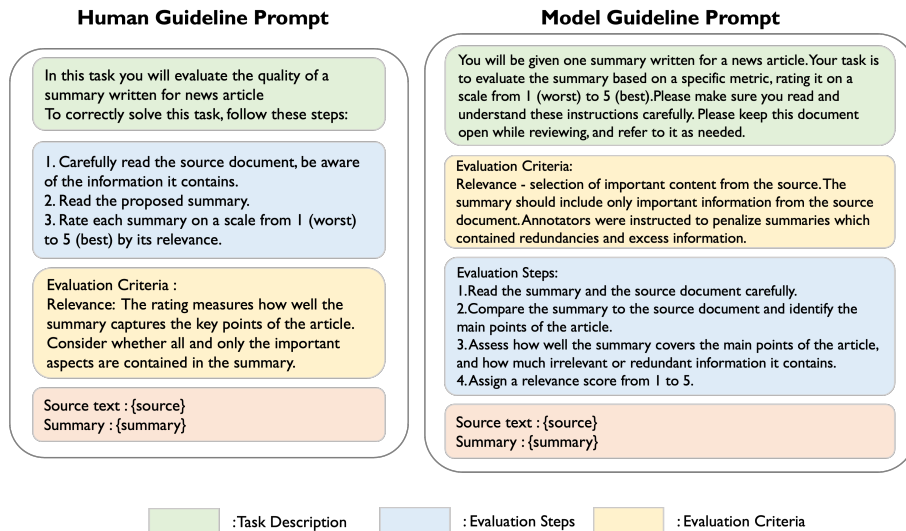 Human Guideline Prompt
In this task you will evaluate the quality of a
summary written for news article
To correctly solve this task, follow these steps:
1. Carefully read the source document, be aware
of the information it contains.
2. Read the proposed summary.
3. Rate each summary on a scale from 1 (worst)
to 5 (best) by its relevance.
Evaluation Criteria :
Relevance: The rating measures how well the
summary captures the key points of the article.
Consider whether all and only the important
aspects are contained in the summary.
Source text : {source}
Summary : {summary}
Model Guideline Prompt
You will be given one summary written for a news article.Your task is
to evaluate the summary based on a specific metric, rating it on a
scale from 1 (worst) to 5 (best).Please make sure you read and
understand these instructions carefully. Please keep this document
open while reviewing, and refer to it as needed.
Evaluation Criteria:
Relevance - selection of important content from the source.The
summary should include only important information from the source
document.Annotators were instructed to penalize summaries which
contained redundancies and excess information.
Evaluation Steps:
1.Read the summary and the source document carefully.
2.Compare the summary to the source document and identify the
main points of the article.
3.Assess how well the summary covers the main points of the article,
and how much irrelevant or redundant information it contains.
4.Assign a relevance score from 1 to 5.
Source text : {source}
Summary : {summary}
:Task Description
: Evaluation Steps
: Evaluation Criteria